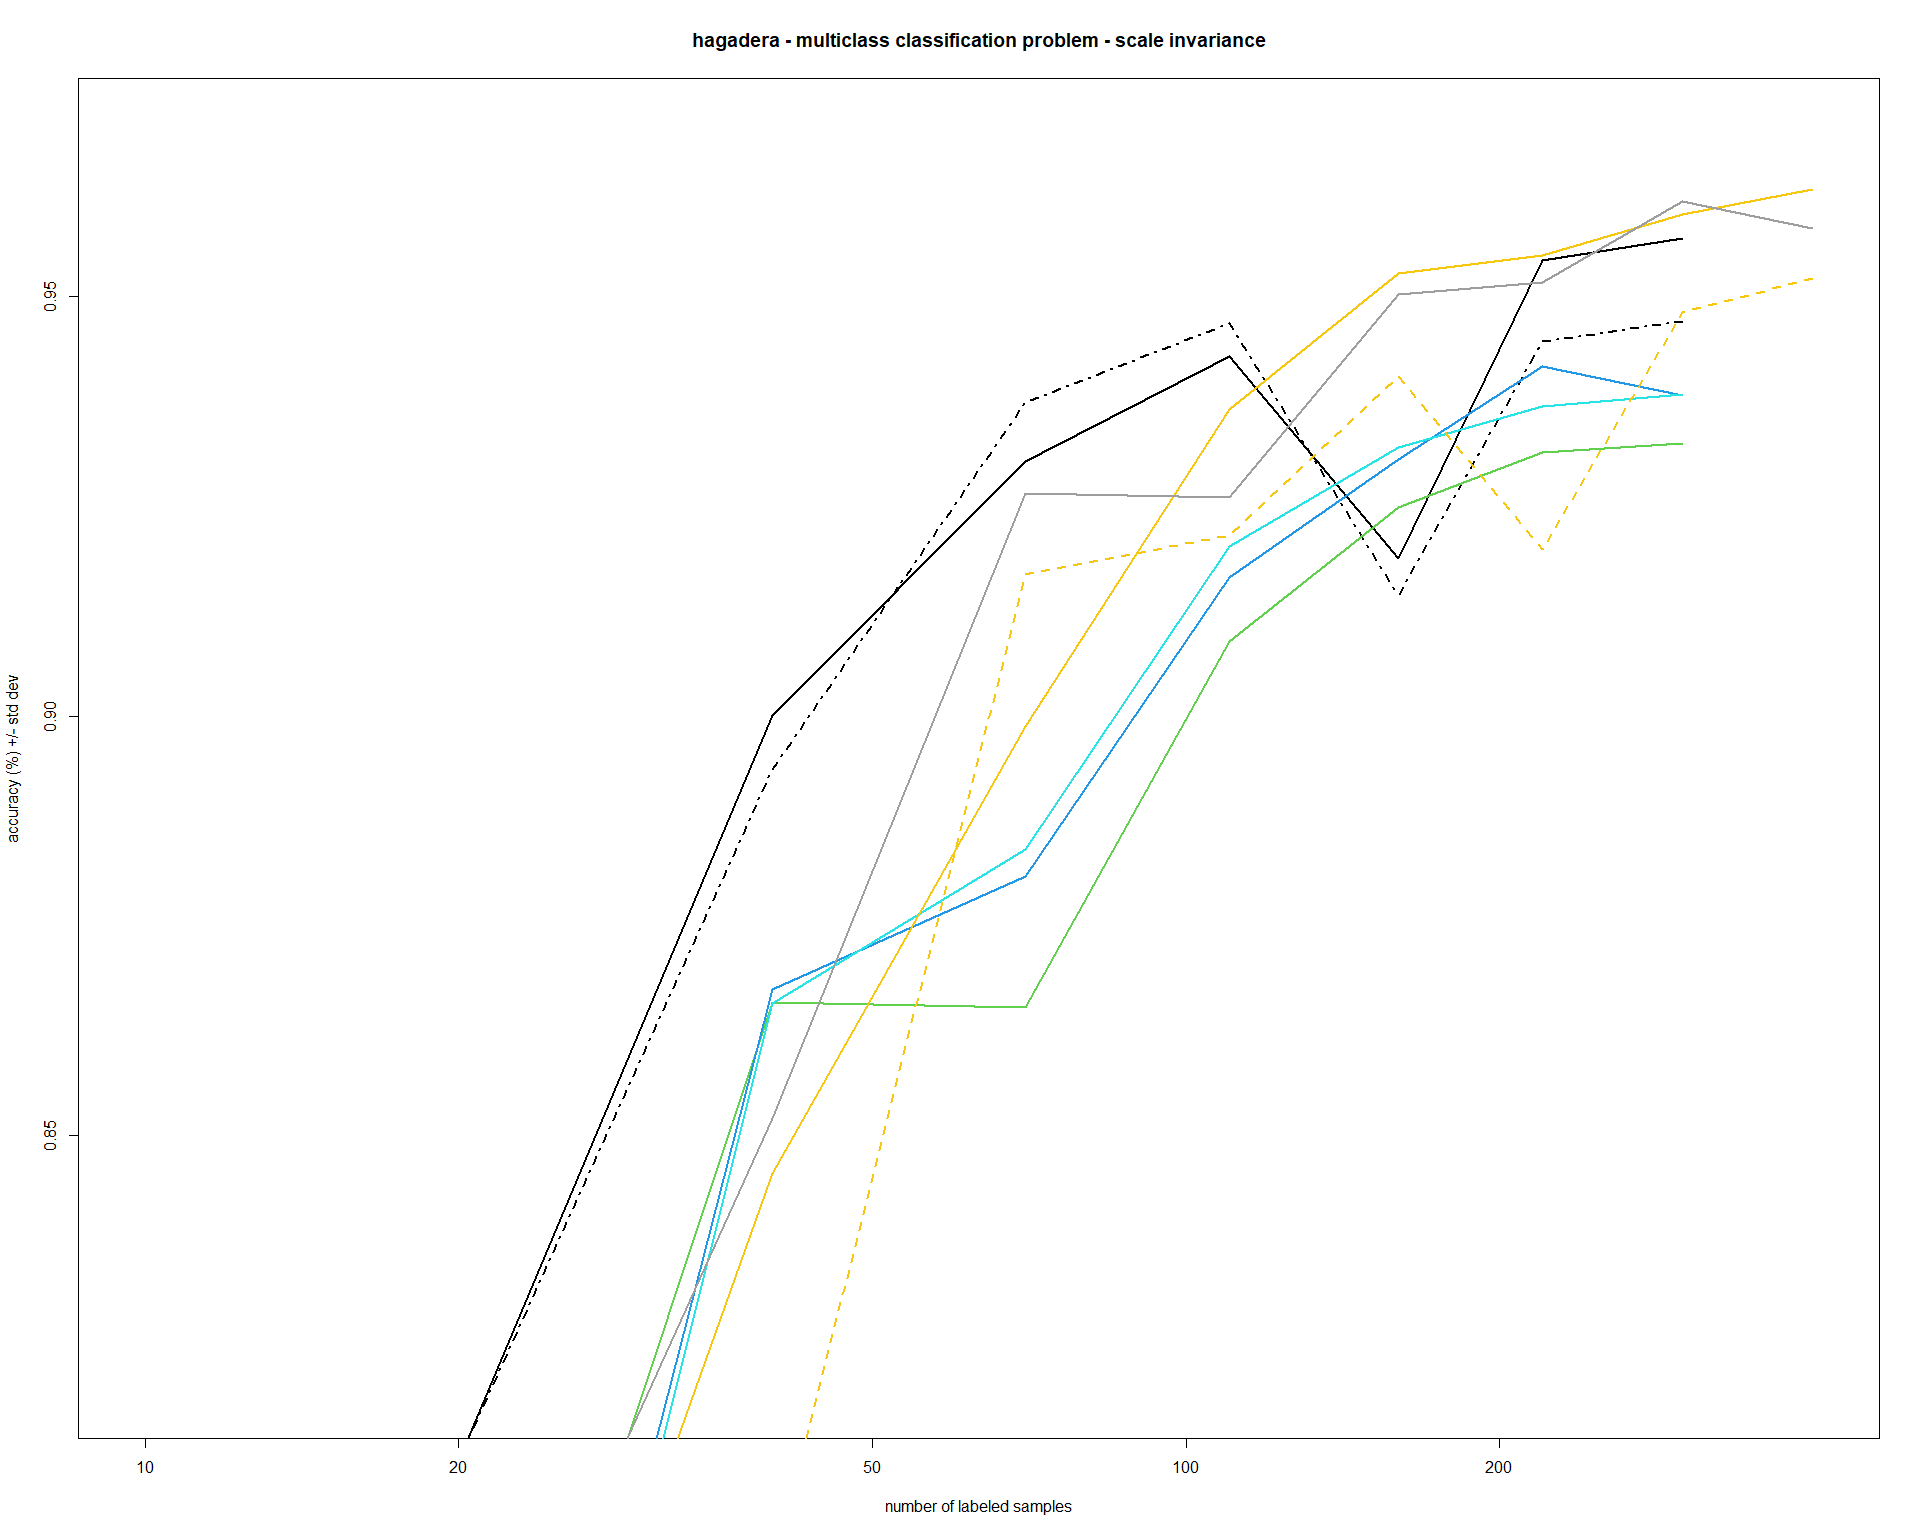 hagadera - multiclass classification problem - scale invariance
accuracy (%) +/- std dev
0.95
0.90
0.85
10
20
50
100
200
number of labeled samples